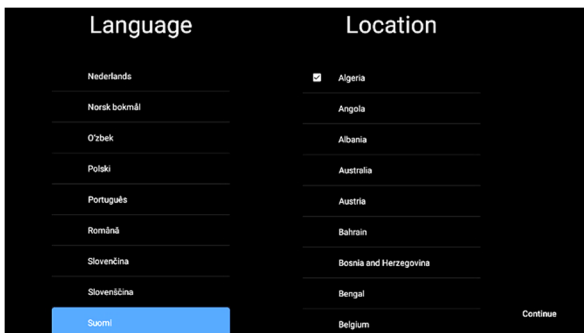 Language
Nederlands
Norsk bokmål
O'zbek
Polski
Português
Română
Slovenčina
Slovenščina
Suomi
Location
Algeria
Angola
Albania
Australia
Austria
Bahrain
Bosnia and Herzegovina
Bengal
Belgium
Continue